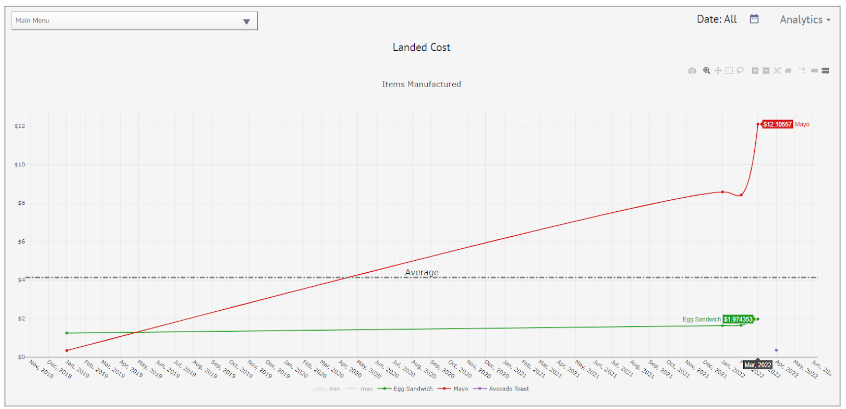 Main Menu
Date: All
Analytics
Landed Cost
Items Manufactured
$12
$10
$8
$6
$4
$2
$0
$12.10557 Mayo
Average
Egg Sandwich $1.974353
Nov, 2018
Dec, 2018
Jan, 2019
Feb, 2019
Mar, 2019
Apr, 2019
May, 2019
Jun, 2019
Jul, 2019
Aug, 2019
Sep, 2019
Oct, 2019
Nov, 2019
Dec, 2019
Jan, 2020
Feb, 2020
Mar, 2020
Apr, 2020
May, 2020
Jun, 2020
Jul, 2020
Aug, 2020
Sep, 2020
Oct, 2020
Nov, 2020
Dec, 2020
Jan, 2021
Feb, 2021
Mar, 2021
Apr, 2021
May, 2021
Jun, 2021
Jul, 2021
Aug, 2021
Sep, 2021
Oct, 2021
Nov, 2021
Dec, 2021
Jan, 2022
Mar, 2022
Apr, 2022
May, 2022
min
max
Egg Sandwich
Mayo
Avocado Toast